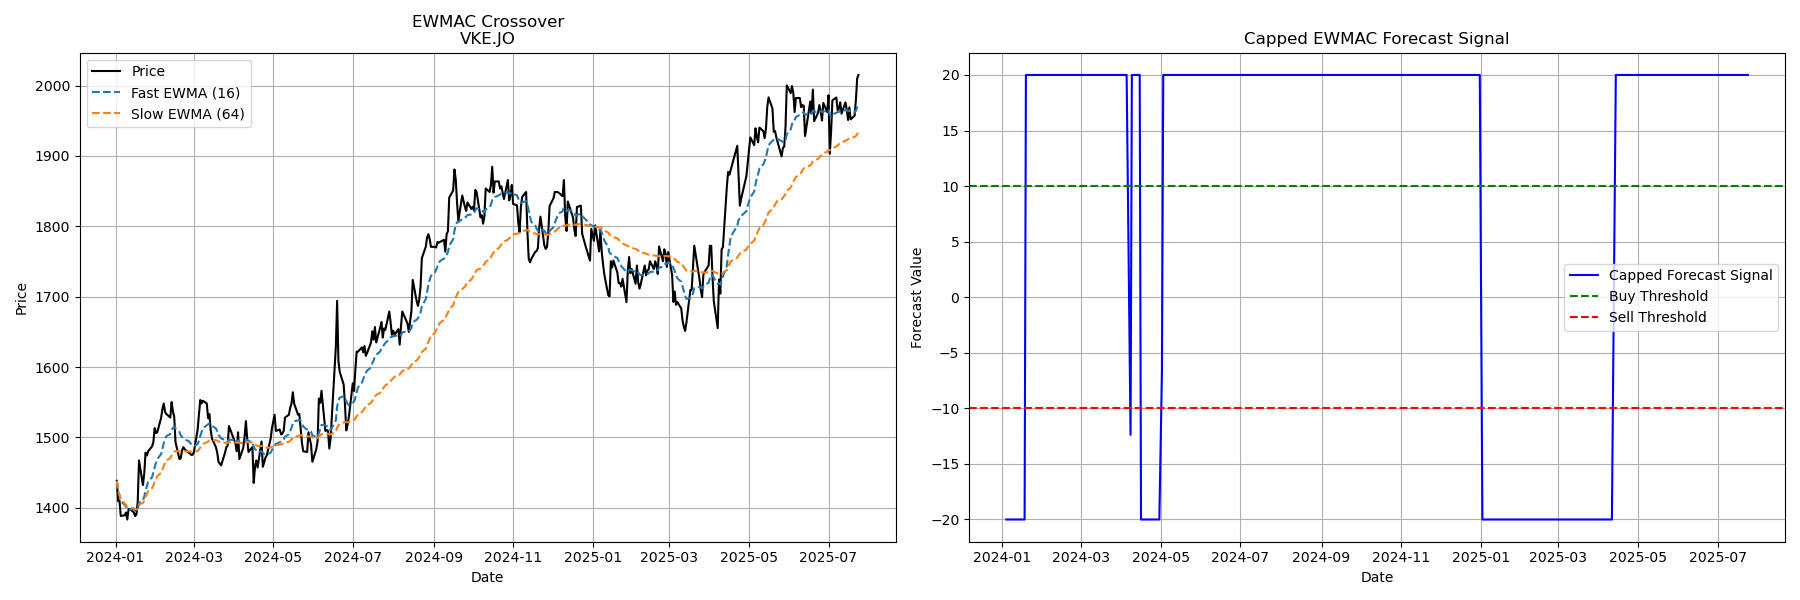 EWMAC Crossover
VKE.JO
Price
Fast EWMA (16)
Slow EWMA (64)
2000
1900
1800
1700
1600
1500
1400
Price
2024-01 2024-03 2024-05 2024-07 2024-09 2024-11 2025-01 2025-03 2025-05 2025-07
Date
Capped EWMAC Forecast Signal
20
15
10
5
0
−5
−10
−15
−20
Forecast Value
Capped Forecast Signal
Buy Threshold
Sell Threshold
2024-01 2024-03 2024-05 2024-07 2024-09 2024-11 2025-01 2025-03 2025-05 2025-07
Date